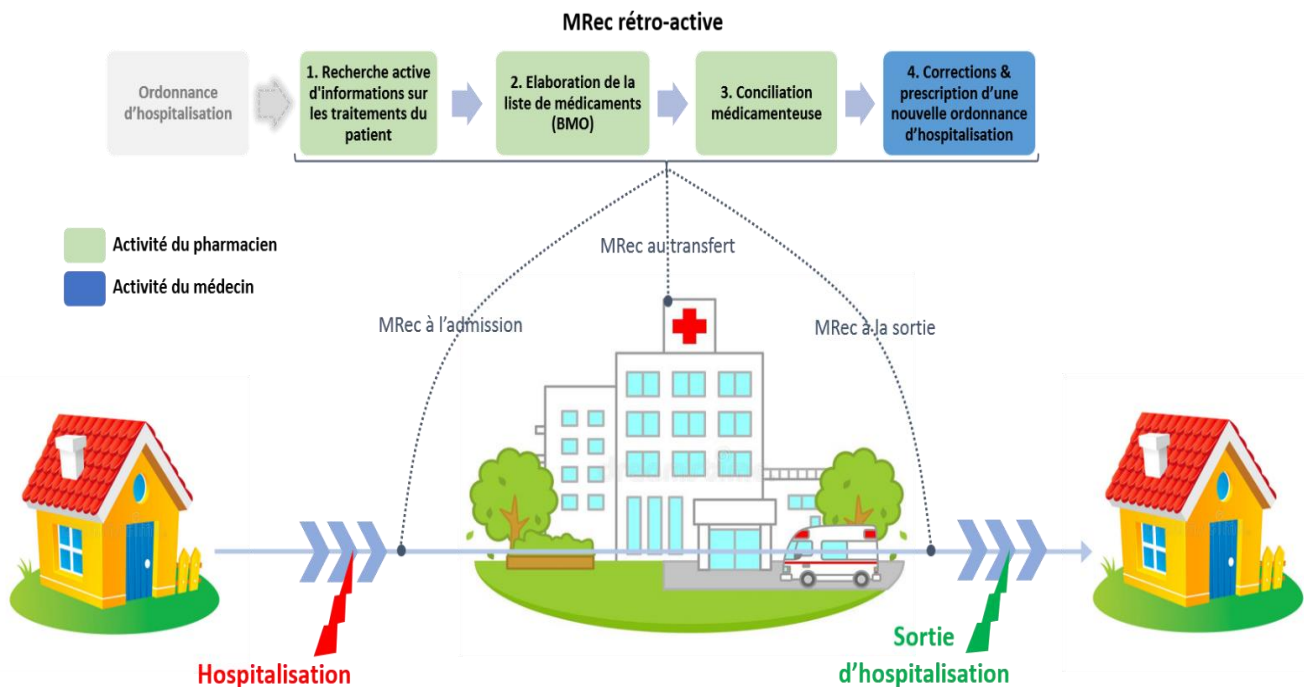 MRec rétro-active
Ordonnance
d'hospitalisation
1. Recherche active
d'informations sur
les traitements du
patient
2. Elaboration de la
liste de médicaments
(BMO)
3. Conciliation
médicamenteuse
4. Corrections &
prescription d'une
nouvelle ordonnance
d'hospitalisation
Activité du pharmacien
Activité du médecin
MRec au transfert
MRec à l'admission
MRec à la sortie
Hospitalisation
Sortie
d'hospitalisation